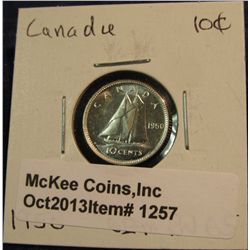 Canada 10¢
CANADA
1950
10 CENTS
McKee Coins,Inc
Oct2013Item# 1257